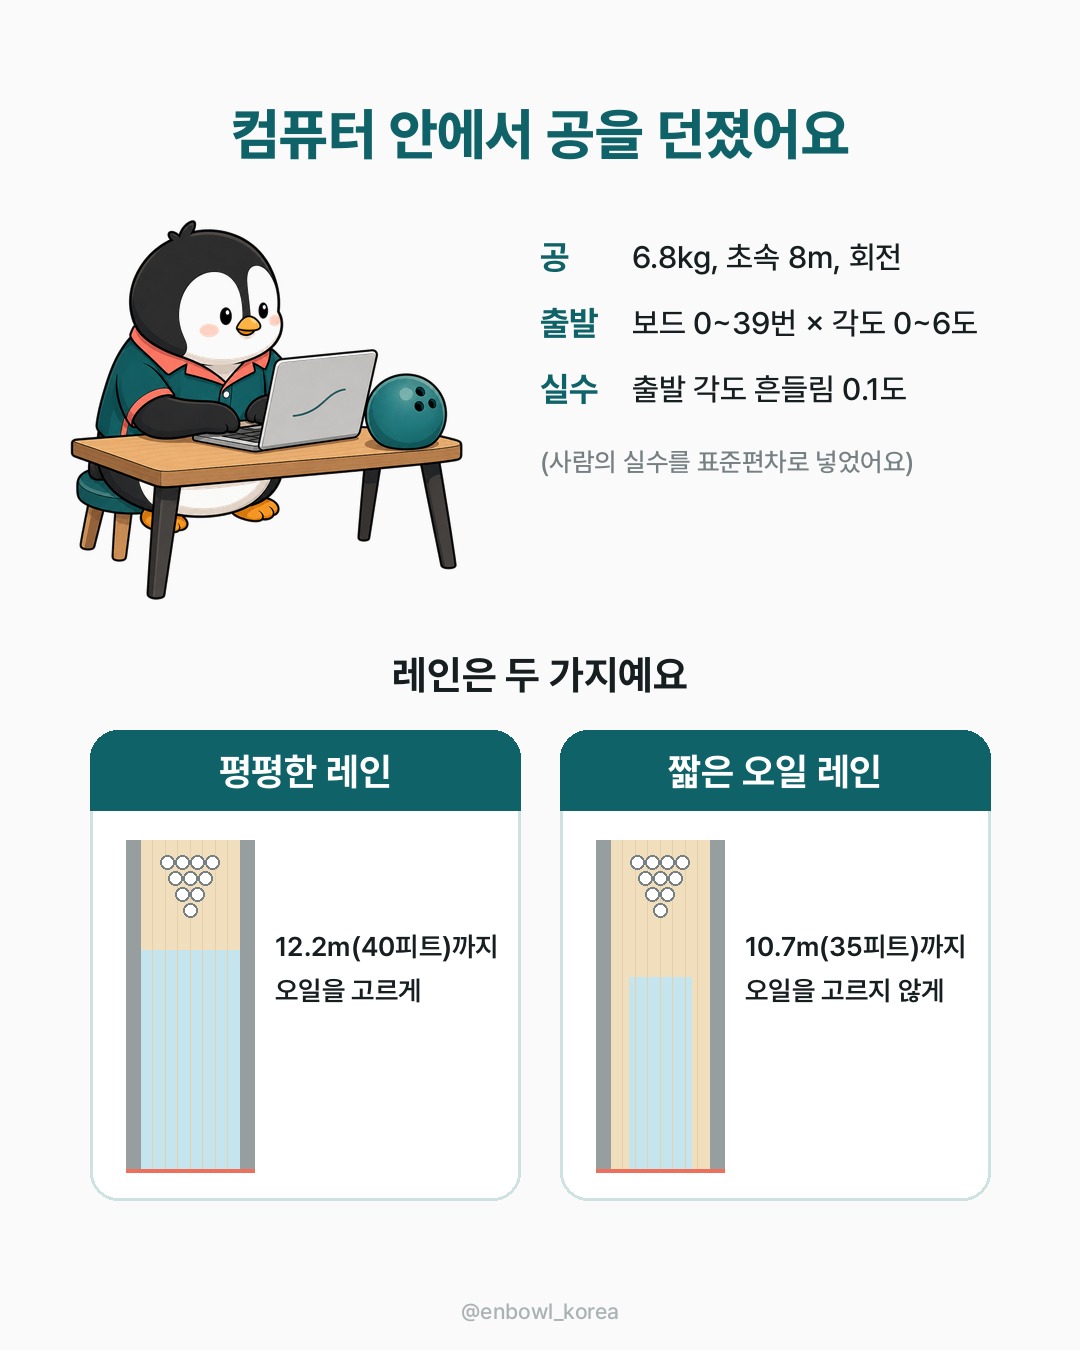 컴퓨터 안에서 공을 던졌어요
공 6.8kg, 초속 8m, 회전
출발 보드 0~39번 × 각도 0~6도
실수 출발 각도 흔들림 0.1도
(사람의 실수를 표준편차로 넣었어요)
레인은 두 가지예요
평평한 레인
12.2m(40피트)까지
오일을 고르게
짧은 오일 레인
10.7m(35피트)까지
오일을 고르지 않게
@enbowl_korea